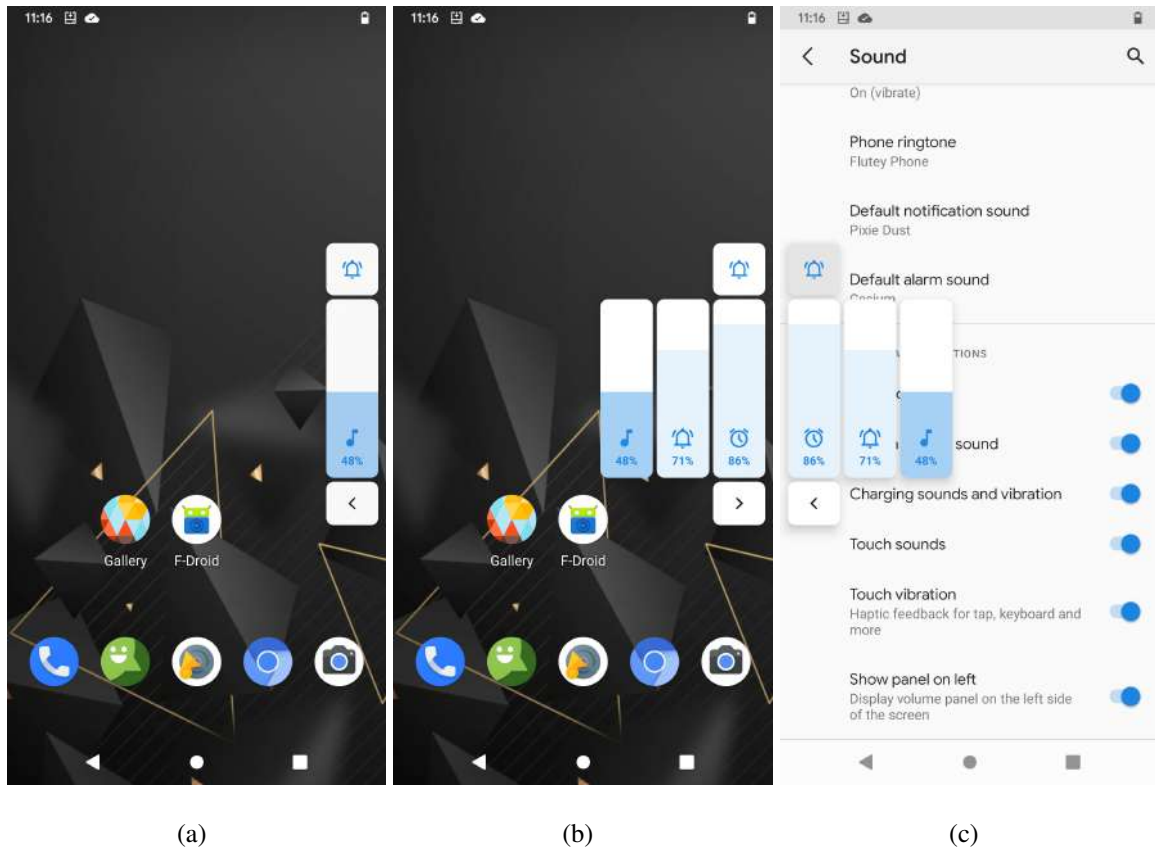 11:16
48%
Gallery F-Droid
(a)
11:16
48% 71% 86%
Gallery F-Droid
(b)
11:16
Sound
On (vibrate)
Phone ringtone
Flutey Phone
Default notification sound
Pixie Dust
Default alarm sound
TIONS
sound
86% 71% 48%
Charging sounds and vibration
Touch sounds
Touch vibration
Haptic feedback for tap, keyboard and
more
Show panel on left
Display volume panel on the left side
of the screen
(c)